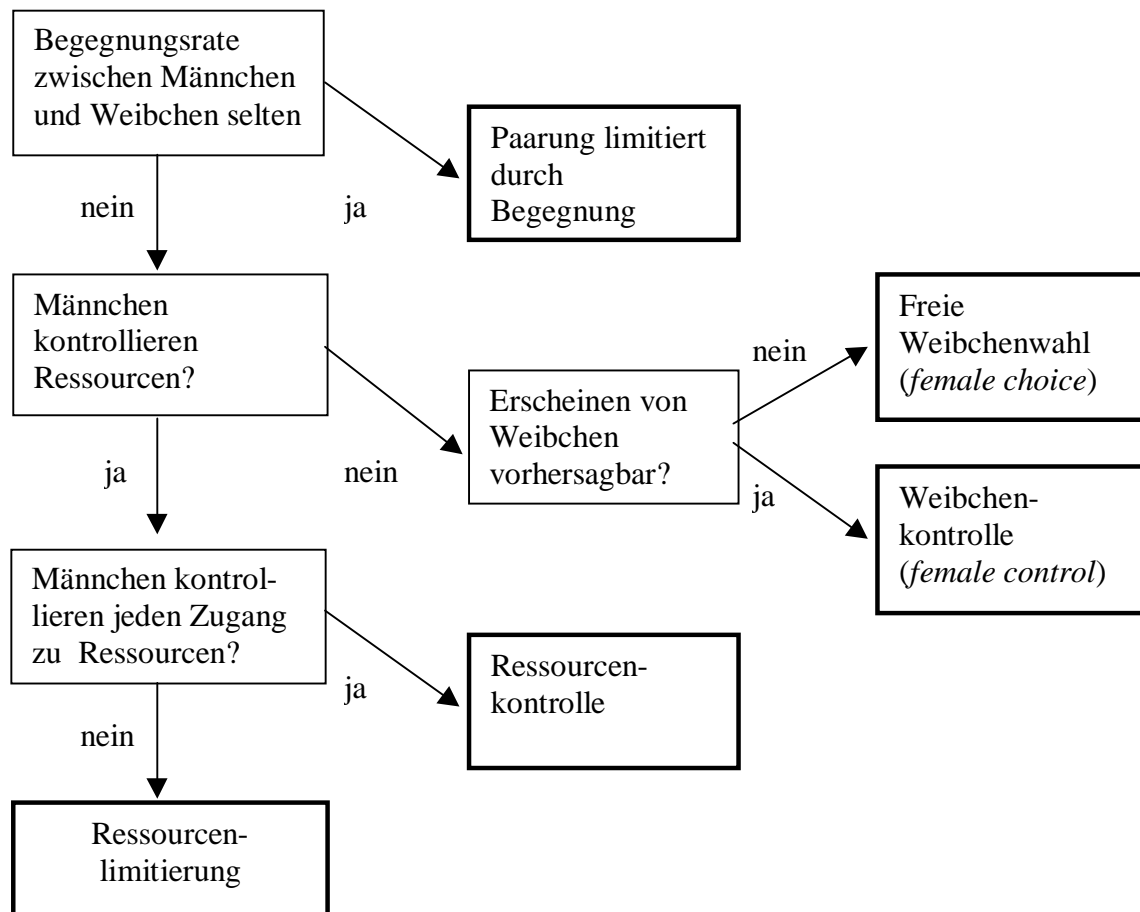 Begegnungsrate
zwischen Männchen
und Weibchen selten
Paarung limitiert
durch
Begegnung
nein
ja
Männchen
kontrollieren
Ressourcen?
Freie
Weibchenwahl
(female choice)
nein
Erscheinen von
Weibchen
vorhersagbar?
ja
nein
ja
Weibchen-
kontrolle
(female control)
Männchen kontrol-
lieren jeden Zugang
zu Ressourcen?
Ressourcen-
kontrolle
ja
nein
Ressourcen-
limitierung